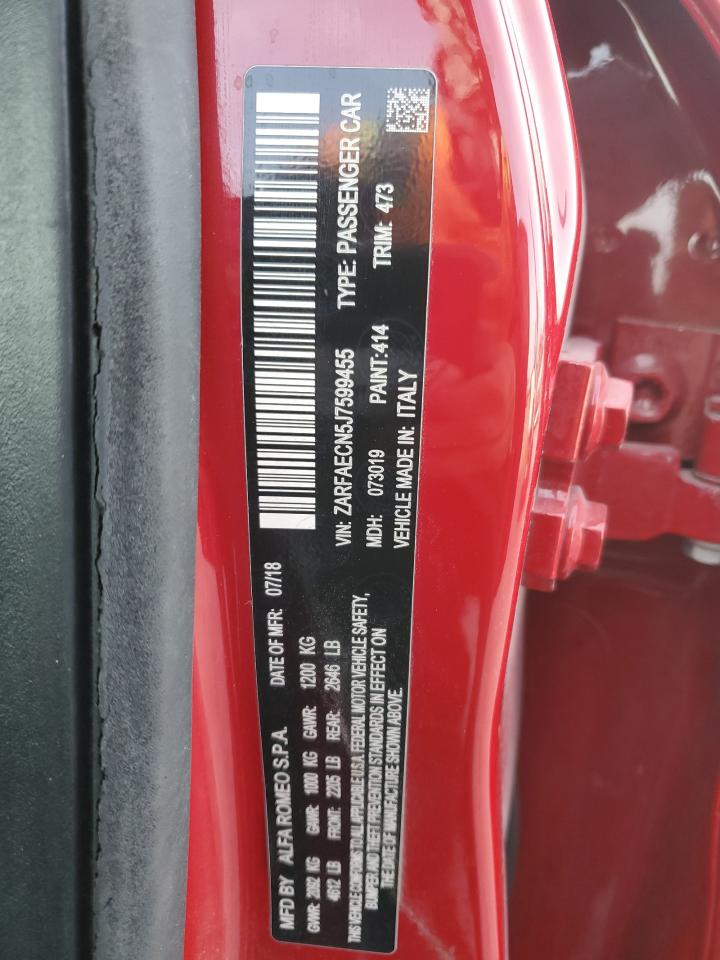 MFD BY ALFA ROMEO S.P.A. DATE OF MFR: 07/18
GVWR: 2092 KG GAWR: 1000 KG GAWR: 1200 KG
4612 LB FRONT: 2205 LB REAR: 2646 LB
THIS VEHICLE CONFORMS TO ALL APPLICABLE U.S.A. FEDERAL MOTOR VEHICLE SAFETY,
BUMPER, AND THEFT PREVENTION STANDARDS IN EFFECT ON
THE DATE OF MANUFACTURE SHOWN ABOVE.
VIN: ZARFAECN5J7599455 TYPE: PASSENGER CAR
MDH: 073019 PAINT:414 TRIM: 473
VEHICLE MADE IN: ITALY